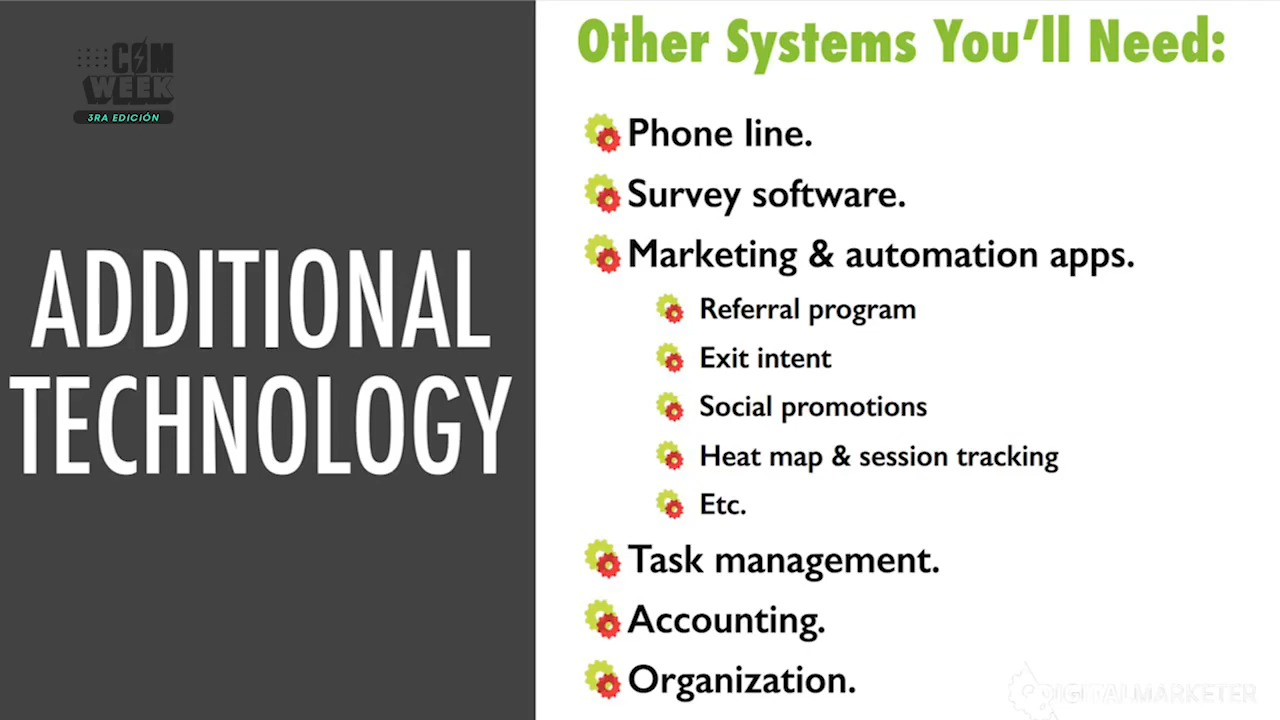 COM
WEEK
3RA EDICIÓN
ADDITIONAL
TECHNOLOGY
Other Systems You’ll Need:
Phone line.
Survey software.
Marketing & automation apps.
Referral program
Exit intent
Social promotions
Heat map & session tracking
Etc.
Task management.
Accounting.
Organization.
DIGITALMARKETER